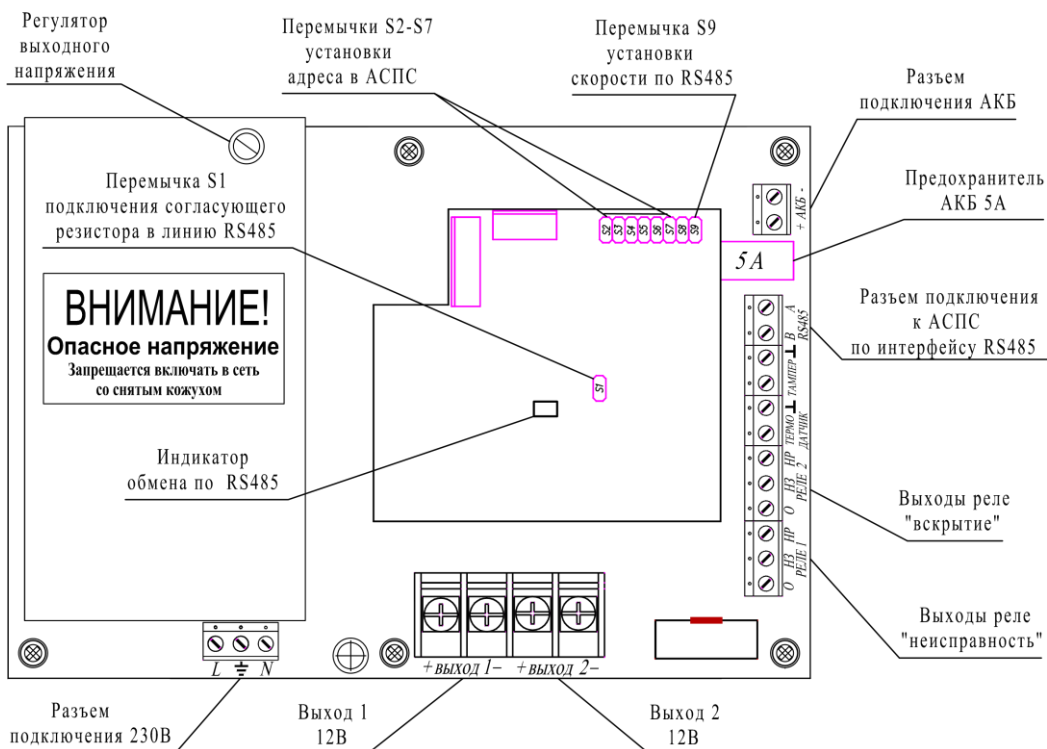 Регулятор
выходного
напряжения
Перемычки S2-S7
установки
адреса в АСПС
Перемычка S9
установки
скорости по RS485
Разъем
подключения АКБ
Предохранитель
АКБ 5А
Перемычка S1
подключения согласующего
резистора в линию RS485
S2 S3 S4 S5 S6 S7 S8 S9
+ АКБ -
5А
ВНИМАНИЕ!
Опасное напряжение
Запрещается включать в сеть
со снятым кожухом
Разъем подключения
к АСПС
по интерфейсу RS485
B A
RS485
ТАМПЕР
ТЕРМО
ДАТЧИК
О НЗ НР
РЕЛЕ 2
О НЗ НР
РЕЛЕ 1
S1
Индикатор
обмена по RS485
Выходы реле
"вскрытие"
Выходы реле
"неисправность"
L N
+выход 1− +выход 2−
Разъем
подключения 230В
Выход 1
12В
Выход 2
12В